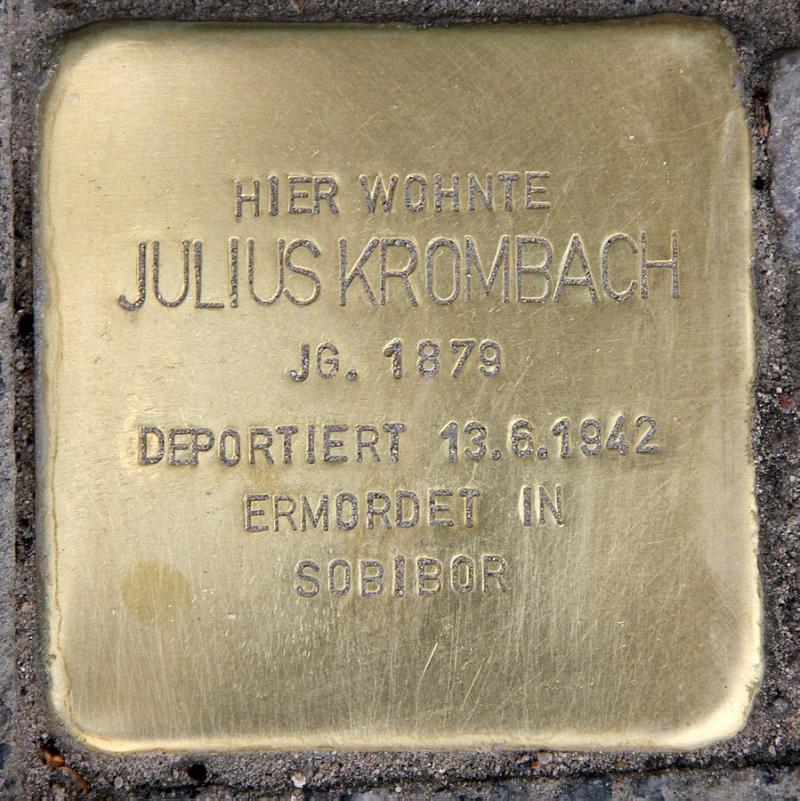 HIER WOHNTE
JULIUS KROMBACH
JG. 1879
DEPORTIERT 13.6.1942
ERMORDET IN
SOBIBOR